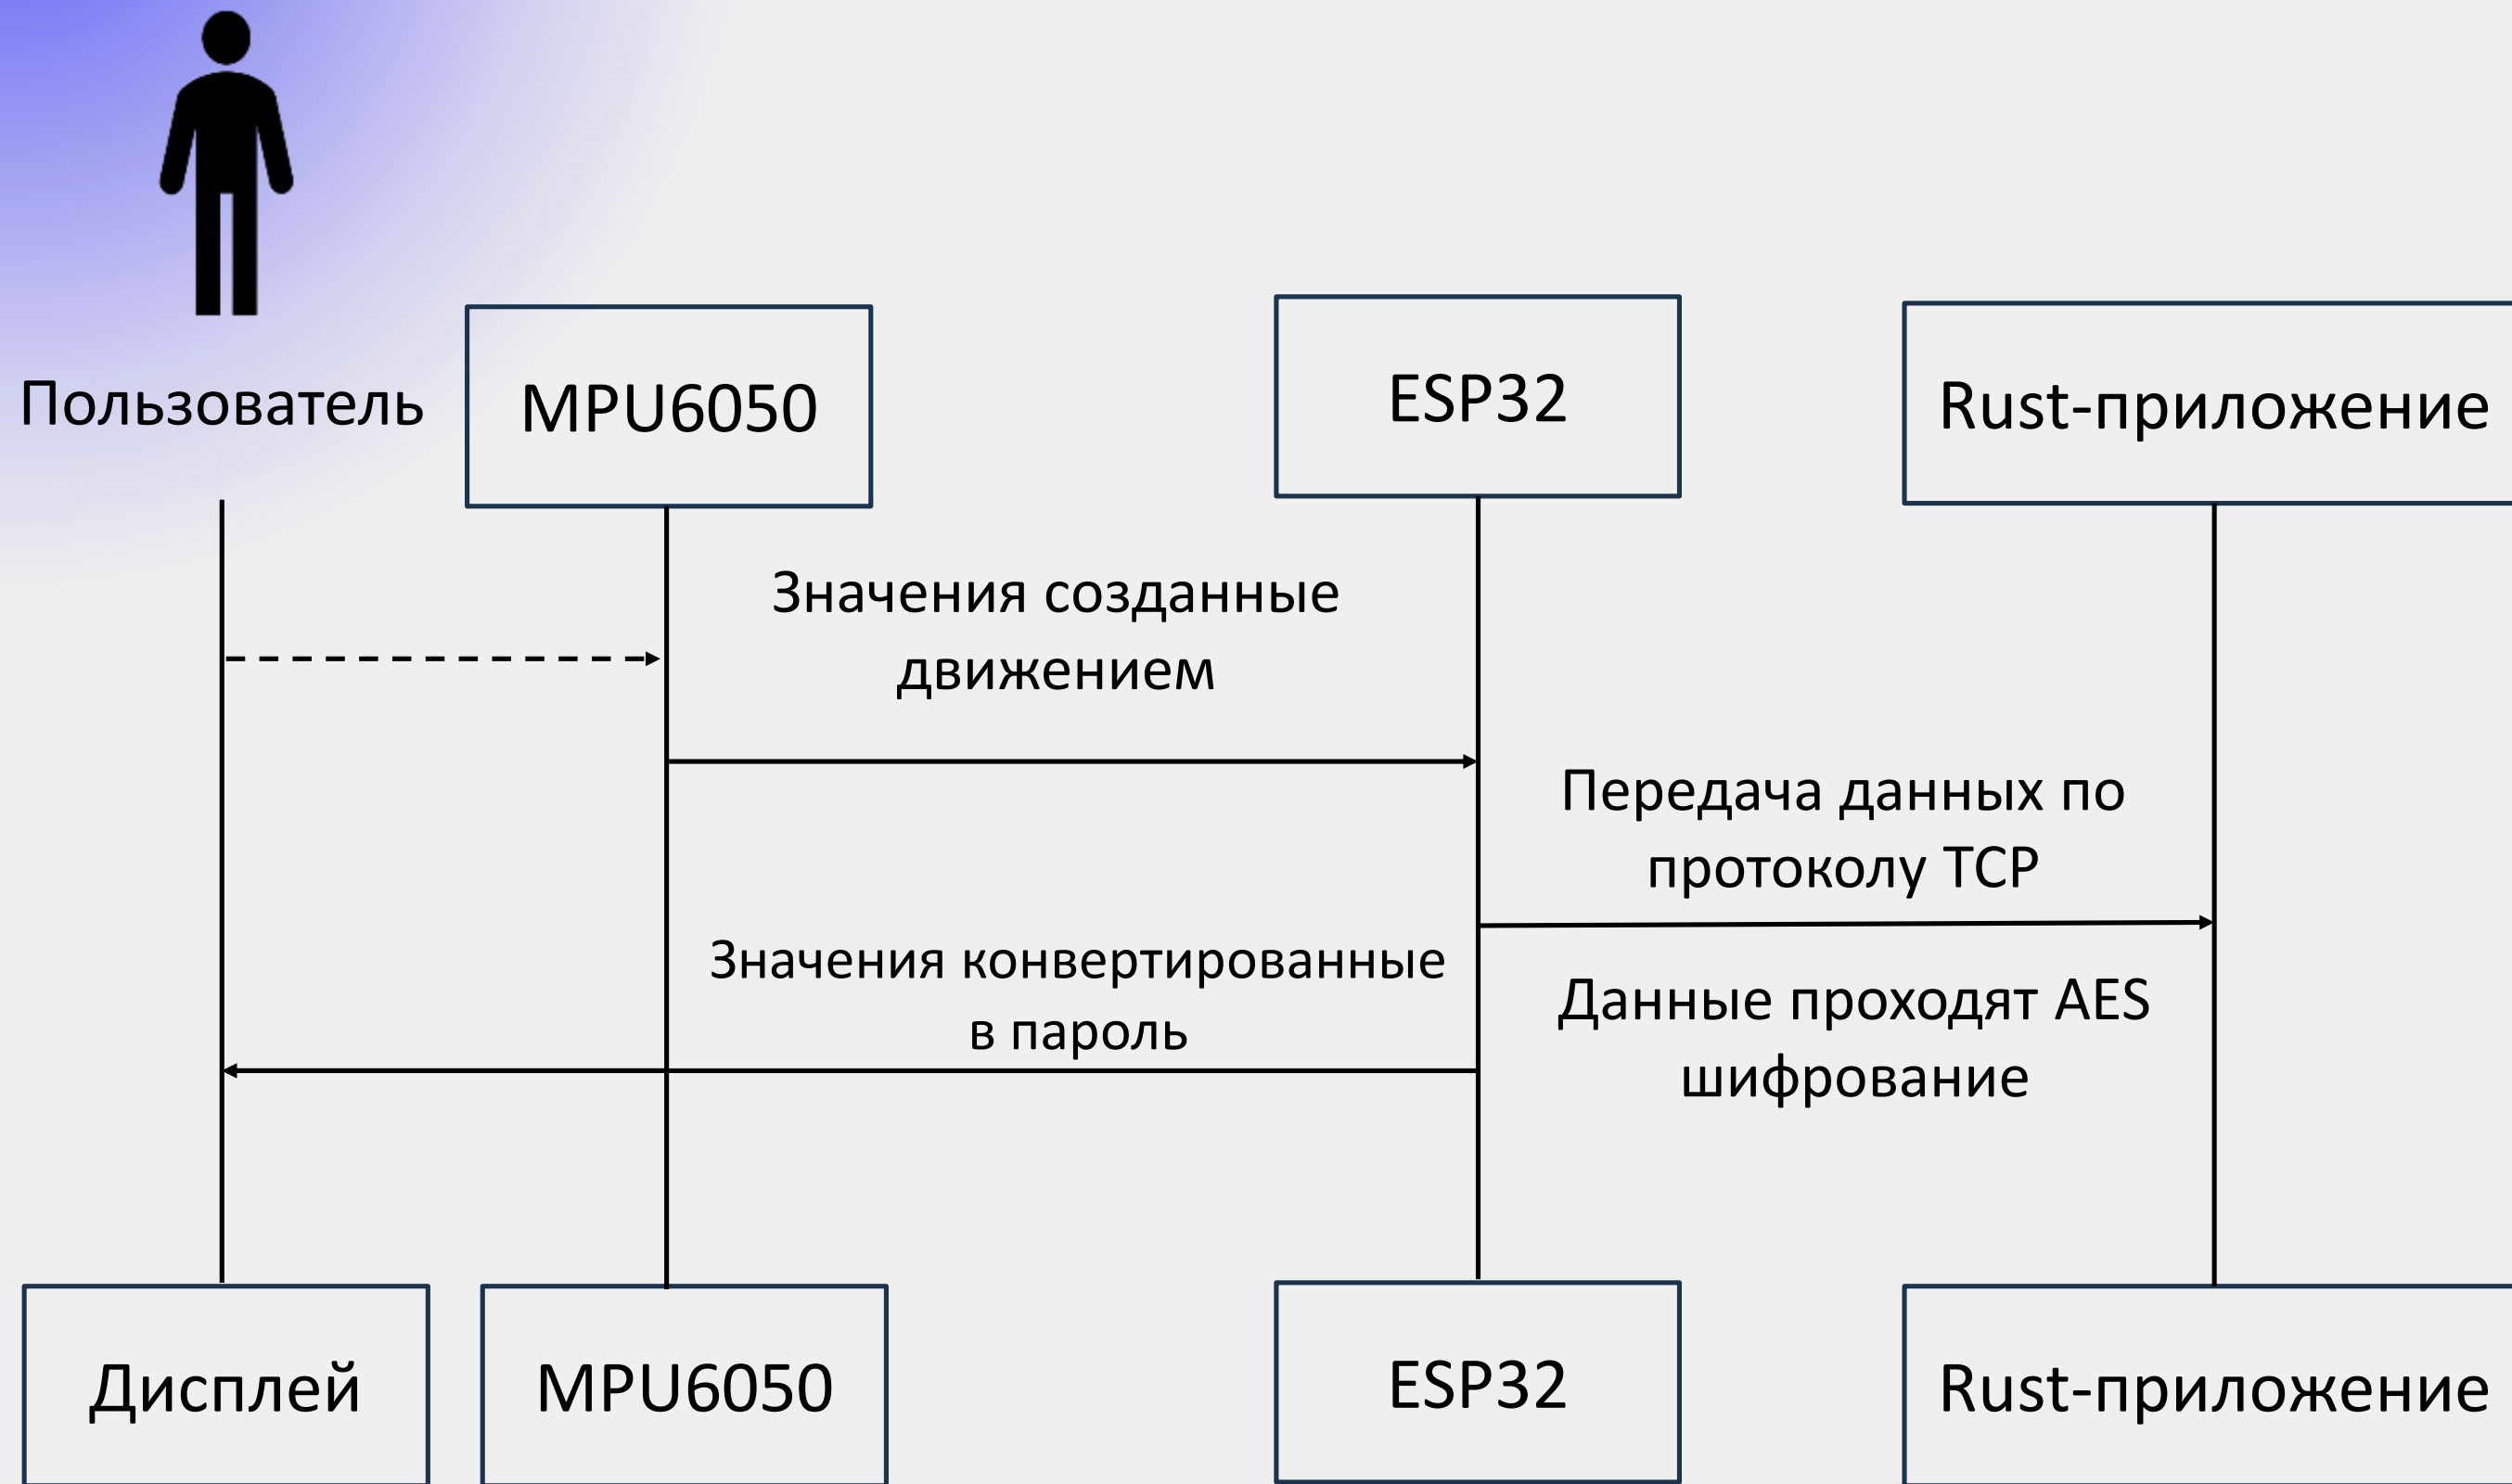 Пользователь
MPU6050
ESP32
Rust-приложение
Значения созданные
движением
Передача данных по
протоколу TCP
Значения конвертированные
в пароль
Данные проходят AES
шифрование
Дисплей
MPU6050
ESP32
Rust-приложение